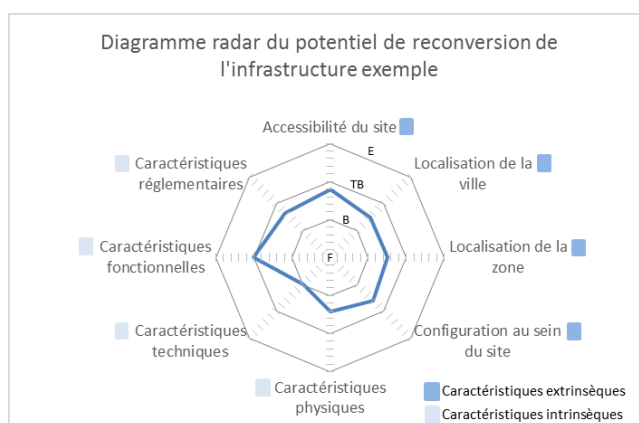 Diagramme radar du potentiel de reconversion de
l'infrastructure exemple
Accessibilité du site
E
Caractéristiques
réglementaires
Localisation de la
ville
TB
B
Caractéristiques
fonctionnelles
F
Localisation de la
zone
Caractéristiques
techniques
Configuration au sein
du site
Caractéristiques
physiques
Caractéristiques extrinsèques
Caractéristiques intrinsèques